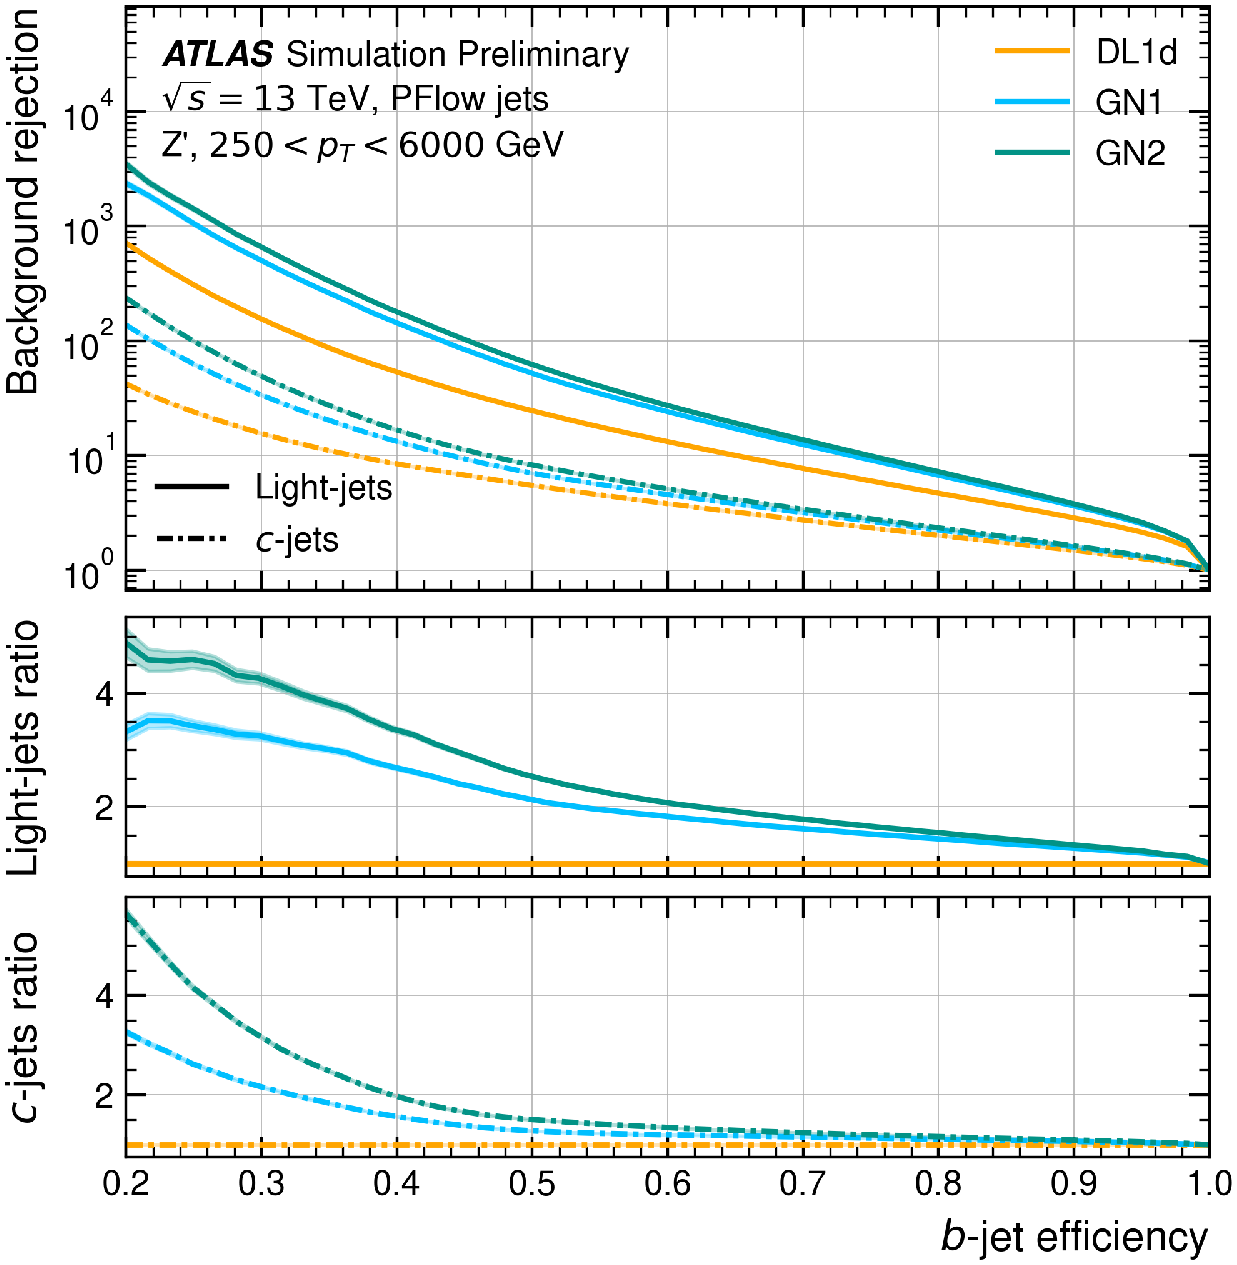 ATLAS Simulation Preliminary
√s = 13 TeV, PFlow jets
Z', 250 < pT < 6000 GeV
DL1d
GN1
GN2
Light-jets
c-jets
Background rejection
10^4
10^3
10^2
10^1
10^0
Light-jets ratio
4
2
c-jets ratio
4
2
0.2 0.3 0.4 0.5 0.6 0.7 0.8 0.9 1.0
b-jet efficiency